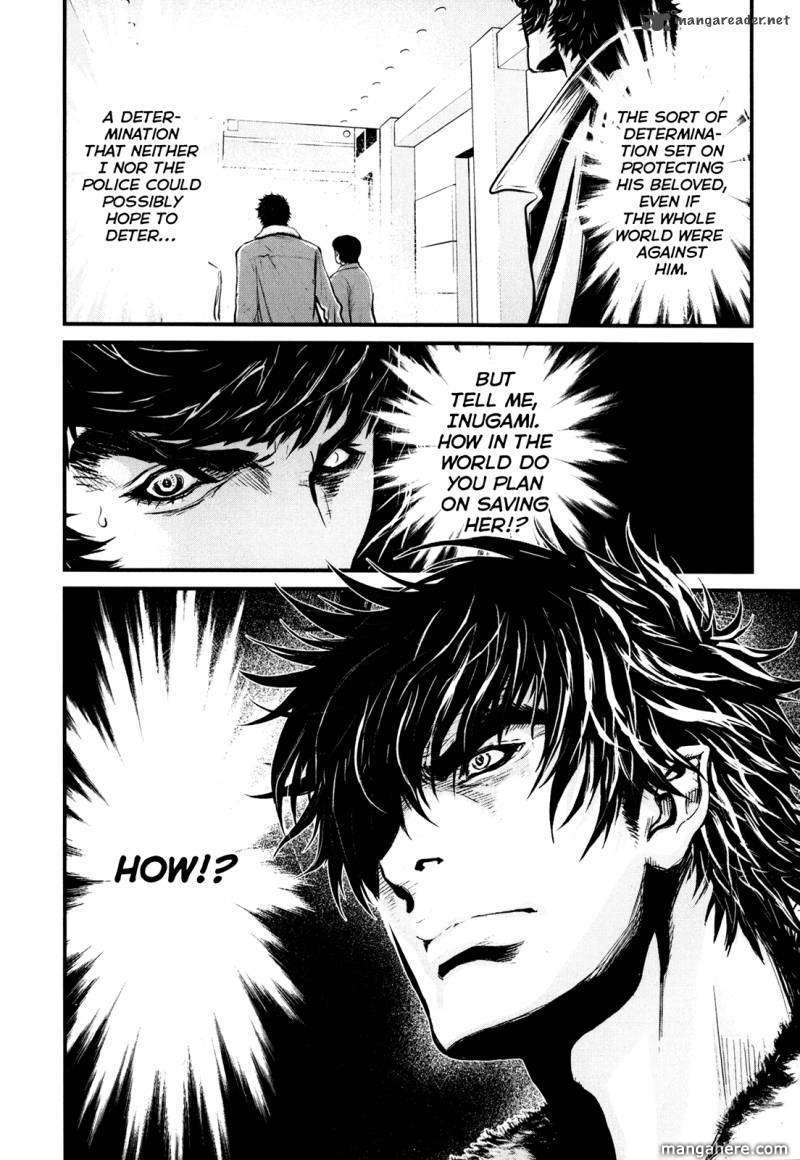 mangareader.net
THE SORT OF
DETERMINA-
TION SET ON
PROTECTING
HIS BELOVED,
EVEN IF
THE WHOLE
WORLD WERE
AGAINST
HIM.
A DETER-
MINATION
THAT NEITHER
I NOR THE
POLICE COULD
POSSIBLY
HOPE TO
DETER...
BUT
TELL ME,
INUGAMI.
HOW IN THE
WORLD DO
YOU PLAN
ON SAVING
HER!?
HOW!?
mangahere.com